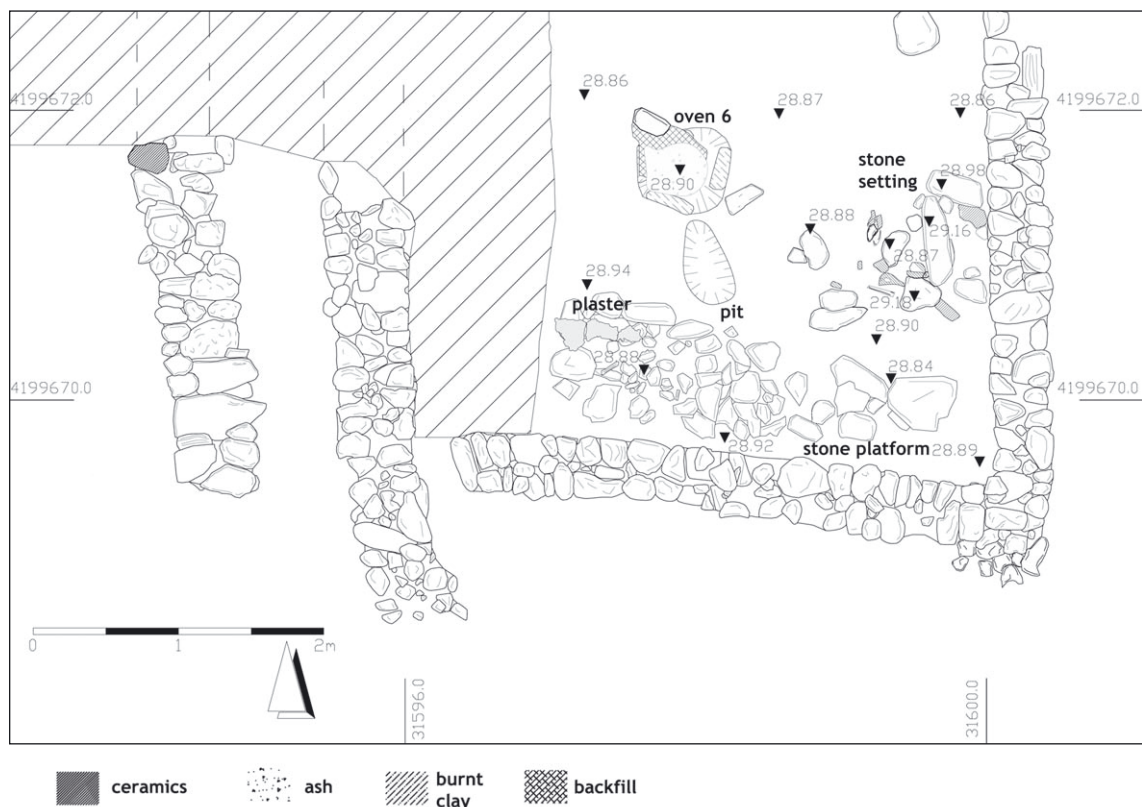 28.86
oven 6
28.87
28.86
4199672.0
4199672.0
stone
setting
28.98
28.90
28.88
29.16
28.87
28.94
plaster
pit
29.18
28.90
28.88
28.84
4199670.0
4199670.0
28.92
stone platform
28.89
0
1
2m
31596.0
31600.0
ceramics
ash
burnt
clay
backfill